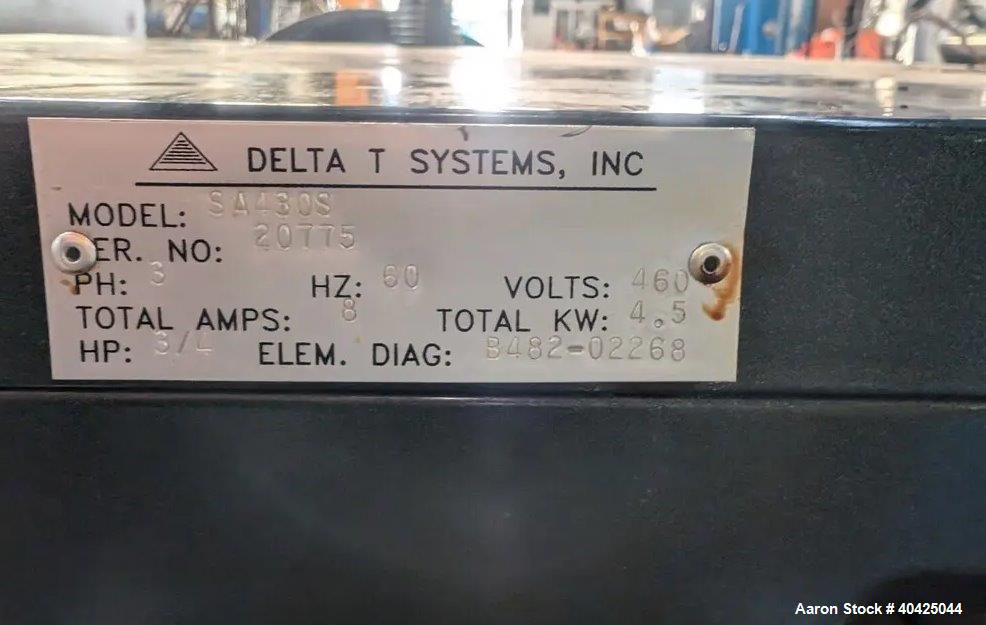 DELTA T SYSTEMS, INC
MODEL: SA430S
SER. NO: 20775
PH: 3 HZ: 60 VOLTS: 460
TOTAL AMPS: 8 TOTAL KW: 4.5
HP: 3/4 ELEM. DIAG: B482-02268
Aaron Stock # 40425044